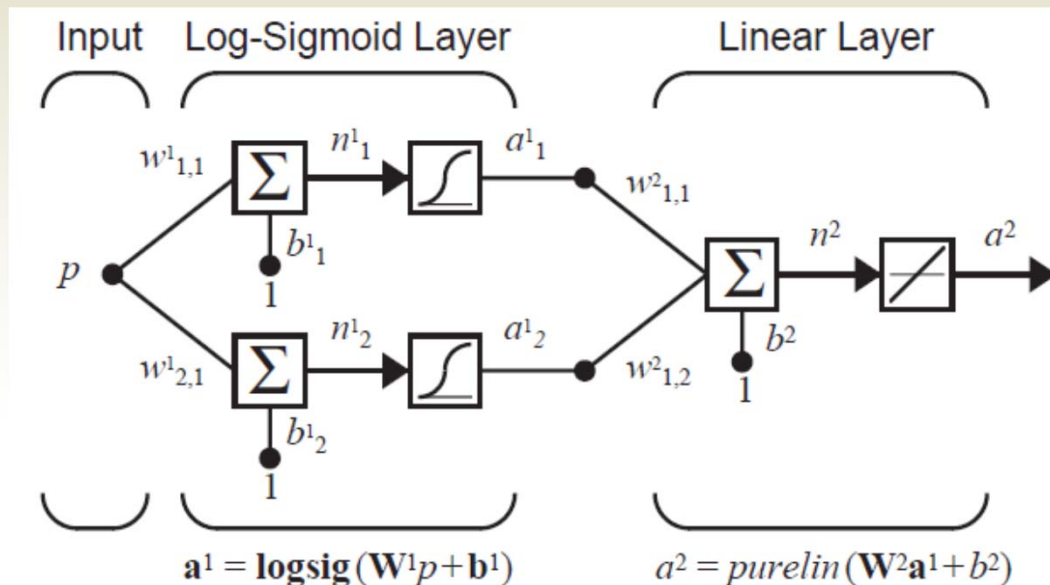 Input Log-Sigmoid Layer Linear Layer
w¹₁,₁ n¹₁ a¹₁ w²₁,₁
Σ
b¹₁
1
p
n² a²
Σ
b²
1
w¹₂,₁ n¹₂ a¹₂ w²₁,₂
Σ
b¹₂
1
a¹ = logsig (W¹p+b¹) a² = purelin (W²a¹+b²)